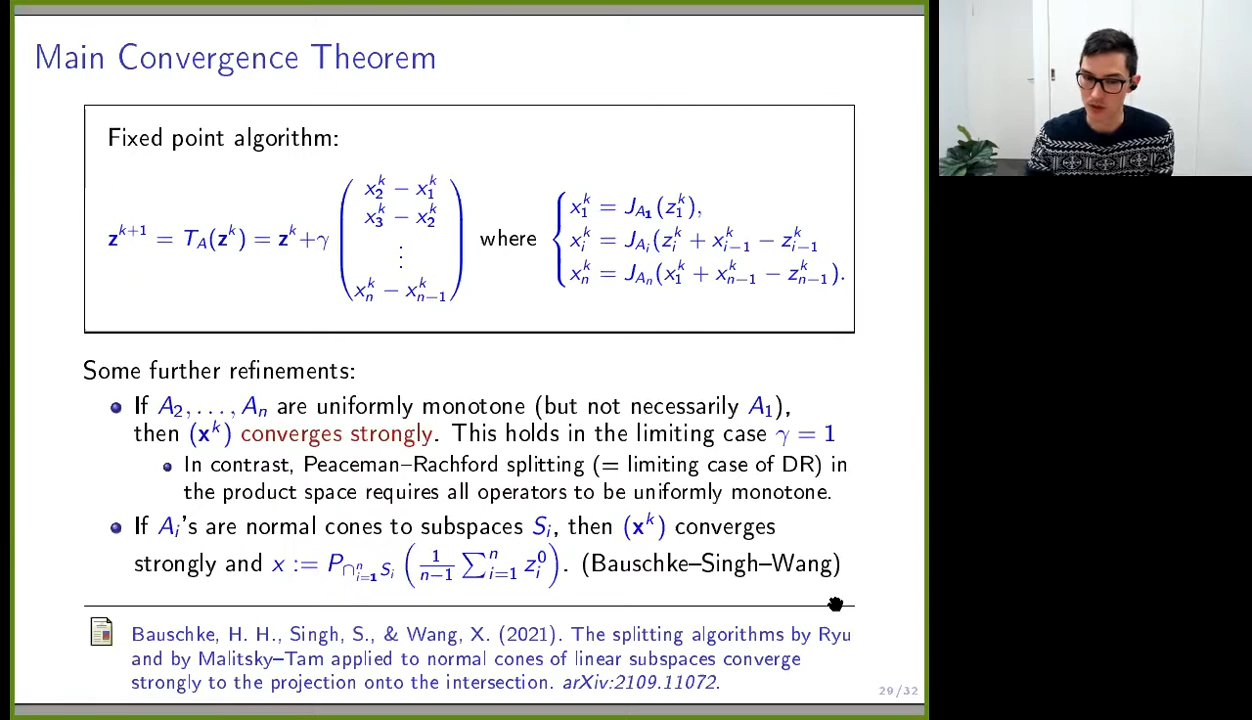 Main Convergence Theorem
Fixed point algorithm:
z^{k+1} = T_A(z^k) = z^k + γ (x_2^k − x_1^k, x_3^k − x_2^k, ⋮, x_n^k − x_{n−1}^k) where { x_1^k = J_{A_1}(z_1^k),
x_i^k = J_{A_i}(z_i^k + x_{i−1}^k − z_{i−1}^k
x_n^k = J_{A_n}(x_1^k + x_{n−1}^k − z_{n−1}^k).
Some further refinements:
If A_2, . . . , A_n are uniformly monotone (but not necessarily A_1),
then (x^k) converges strongly. This holds in the limiting case γ = 1
In contrast, Peaceman–Rachford splitting (= limiting case of DR) in
the product space requires all operators to be uniformly monotone.
If A_i's are normal cones to subspaces S_i, then (x^k) converges
strongly and x := P_{∩_{i=1}^n S_i} (1/(n−1) ∑_{i=1}^n z_i^0). (Bauschke–Singh–Wang)
Bauschke, H. H., Singh, S., & Wang, X. (2021). The splitting algorithms by Ryu
and by Malitsky–Tam applied to normal cones of linear subspaces converge
strongly to the projection onto the intersection. arXiv:2109.11072.
29/32